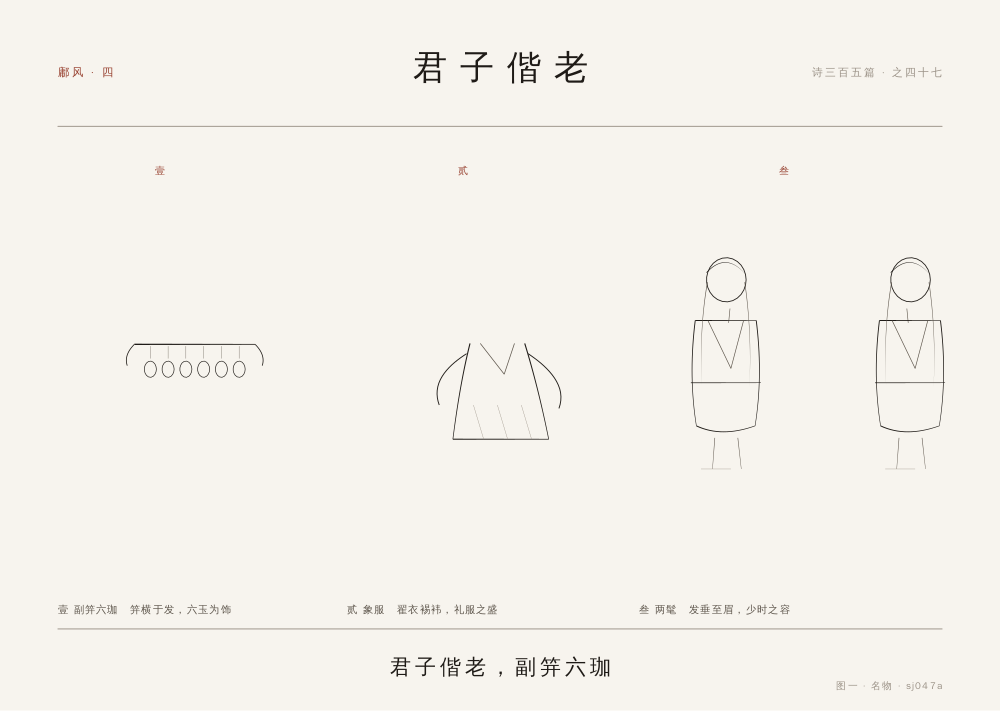 鄘风 · 四
君子偕老
诗三百五篇 · 之四十七
壹
贰
叁
壹 副笄六珈 笄横于发，六玉为饰
贰 象服 翟衣裼袆，礼服之盛
叁 两髦 发垂至眉，少时之容
君子偕老，副笄六珈
图一 · 名物 · sj047a